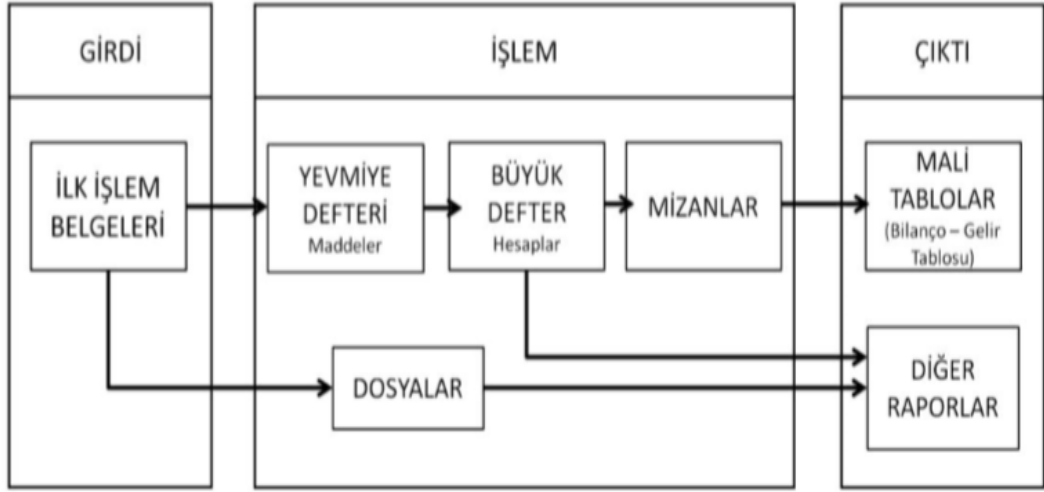 GİRDİ
İŞLEM
ÇIKTI
İLK İŞLEM
BELGELERİ
YEVMİYE
DEFTERİ
Maddeler
BÜYÜK
DEFTER
Hesaplar
MİZANLAR
MALİ
TABLOLAR
(Bilanço – Gelir
Tablosu)
DOSYALAR
DİĞER
RAPORLAR